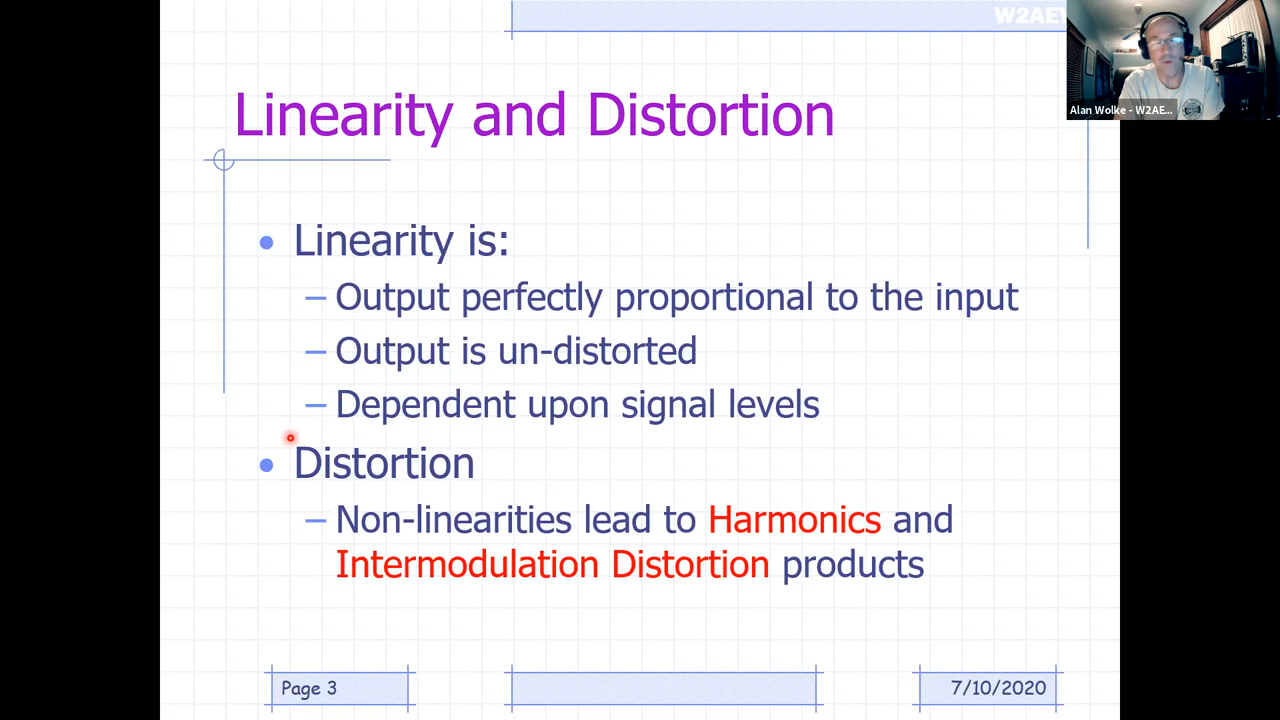 W2AEW
Alan Wolke - W2AE...
Linearity and Distortion
• Linearity is:
– Output perfectly proportional to the input
– Output is un-distorted
– Dependent upon signal levels
• Distortion
– Non-linearities lead to Harmonics and
Intermodulation Distortion products
Page 3
7/10/2020